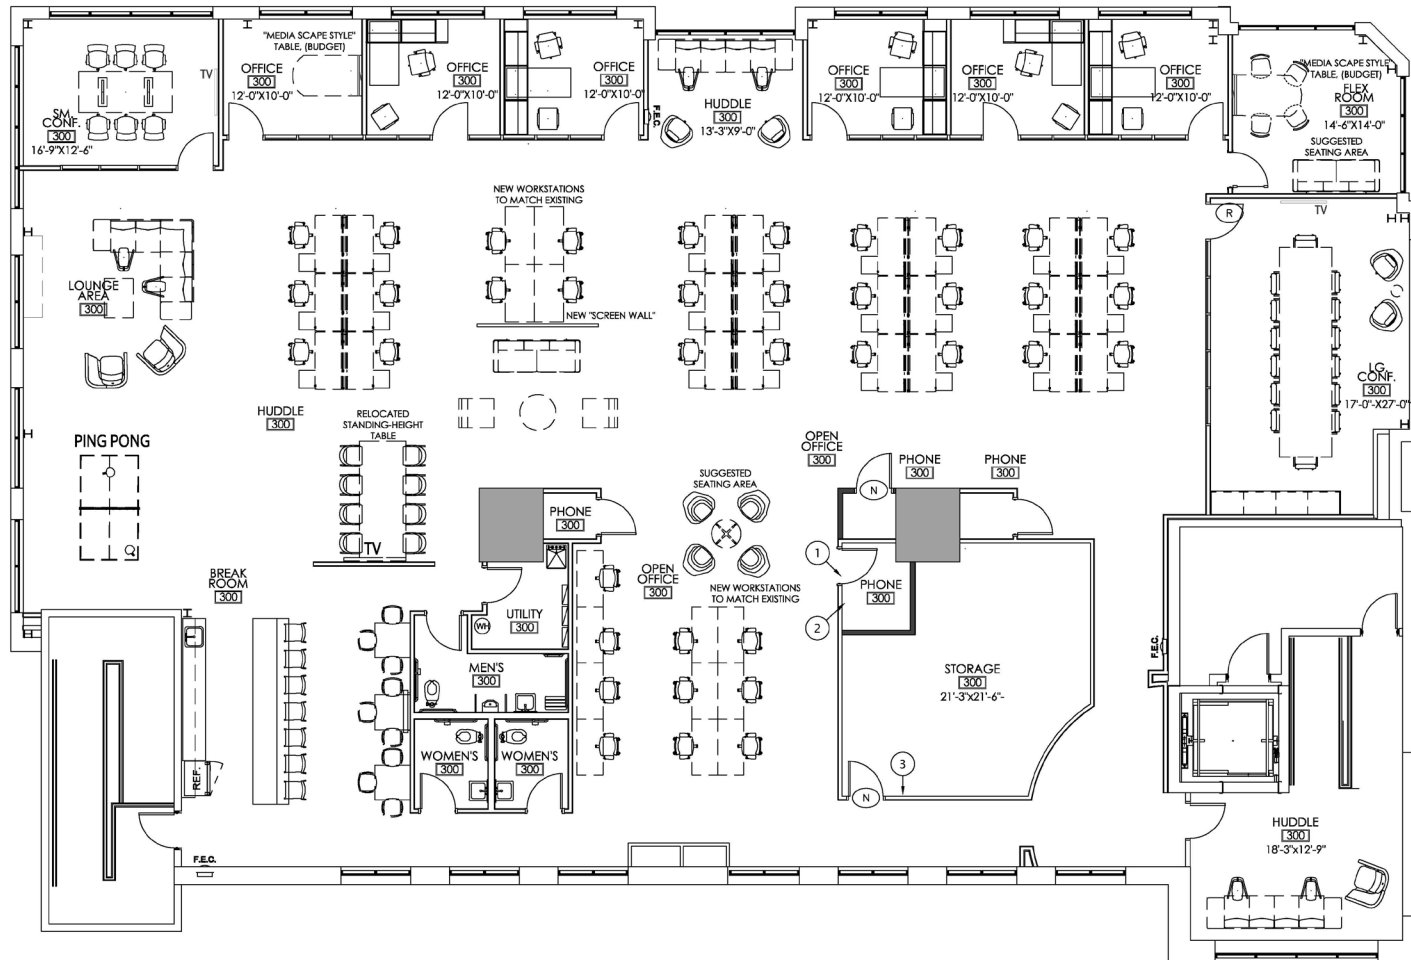 "MEDIA SCAPE STYLE"
TABLE, (BUDGET)
OFFICE
300
12'-0"X10'-0"
OFFICE
300
12'-0"X10'-0"
OFFICE
300
12'-0"X10'-0"
HUDDLE
300
13'-3"X9'-0"
F.E.C.
OFFICE
300
12'-0"X10'-0"
OFFICE
300
12'-0"X10'-0"
OFFICE
300
12'-0"X10'-0"
"MEDIA SCAPE STYLE"
TABLE, (BUDGET)
FLEX
ROOM
300
14'-6"X14'-0"
SUGGESTED
SEATING AREA
TV
SM.
CONF.
300
16'-9"X12'-6"
NEW WORKSTATIONS
TO MATCH EXISTING
NEW "SCREEN WALL"
R
TV
LOUNGE
AREA
300
LG.
CONF.
300
17'-0"-X27'-0"
HUDDLE
300
RELOCATED
STANDING-HEIGHT
TABLE
TV
PING PONG
OPEN
OFFICE
300
PHONE
300
PHONE
300
N
SUGGESTED
SEATING AREA
PHONE
300
1
2
PHONE
300
OPEN
OFFICE
300
NEW WORKSTATIONS
TO MATCH EXISTING
BREAK
ROOM
300
UTILITY
300
WH
MEN'S
300
WOMEN'S
300
WOMEN'S
300
STORAGE
300
21'-3"x21'-6"-
3
N
F.E.C.
REF.
F.E.C.
HUDDLE
300
18'-3"x12'-9"